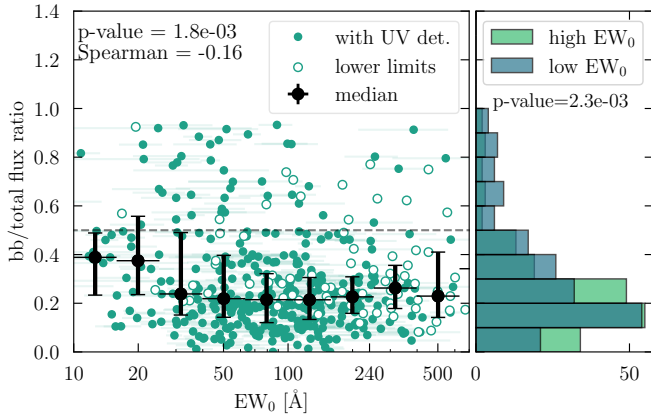 p-value = 1.8e-03
Spearman = -0.16
with UV det.
lower limits
median
high EW₀
low EW₀
p-value=2.3e-03
bb/total flux ratio
1.4
1.2
1.0
0.8
0.6
0.4
0.2
0.0
10 20 50 100 240 500
EW₀ [Å]
0 50